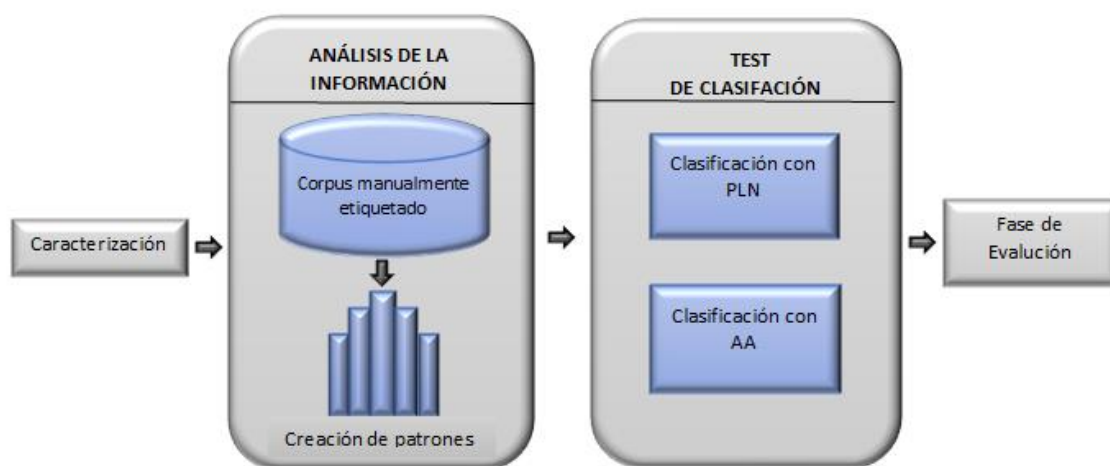 Caracterización
ANÁLISIS DE LA
INFORMACIÓN
Corpus manualmente
etiquetado
Creación de patrones
TEST
DE CLASIFACIÓN
Clasificación con
PLN
Clasificación con
AA
Fase de
Evalución